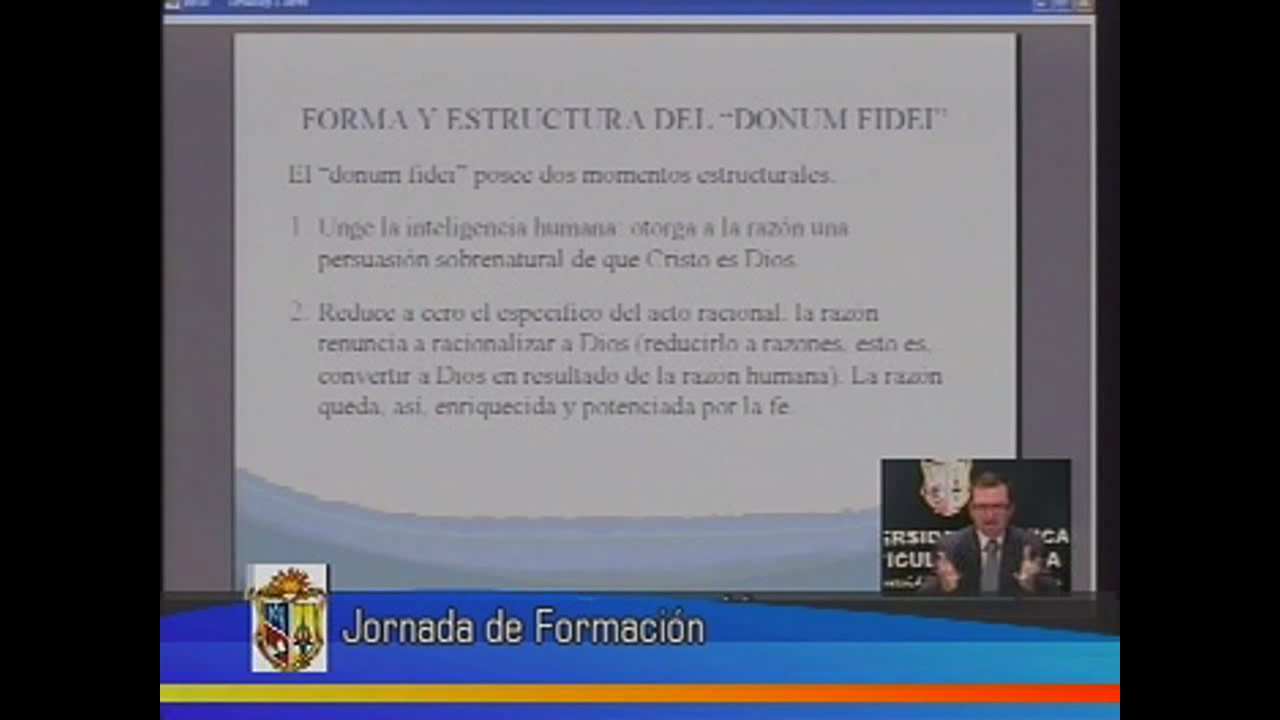 FORMA Y ESTRUCTURA DEL “DONUM FIDEI”
El “donum fidei” posee dos momentos estructurales.
1. Unge la inteligencia humana: otorga a la razón una
persuasión sobrenatural de que Cristo es Dios.
2. Reduce a cero el específico del acto racional, la razón
renuncia a racionalizar a Dios (reducirlo a razones, esto es,
convertir a Dios en resultado de la razón humana). La razón
queda, así, enriquecida y potenciada por la fe.
Jornada de Formación